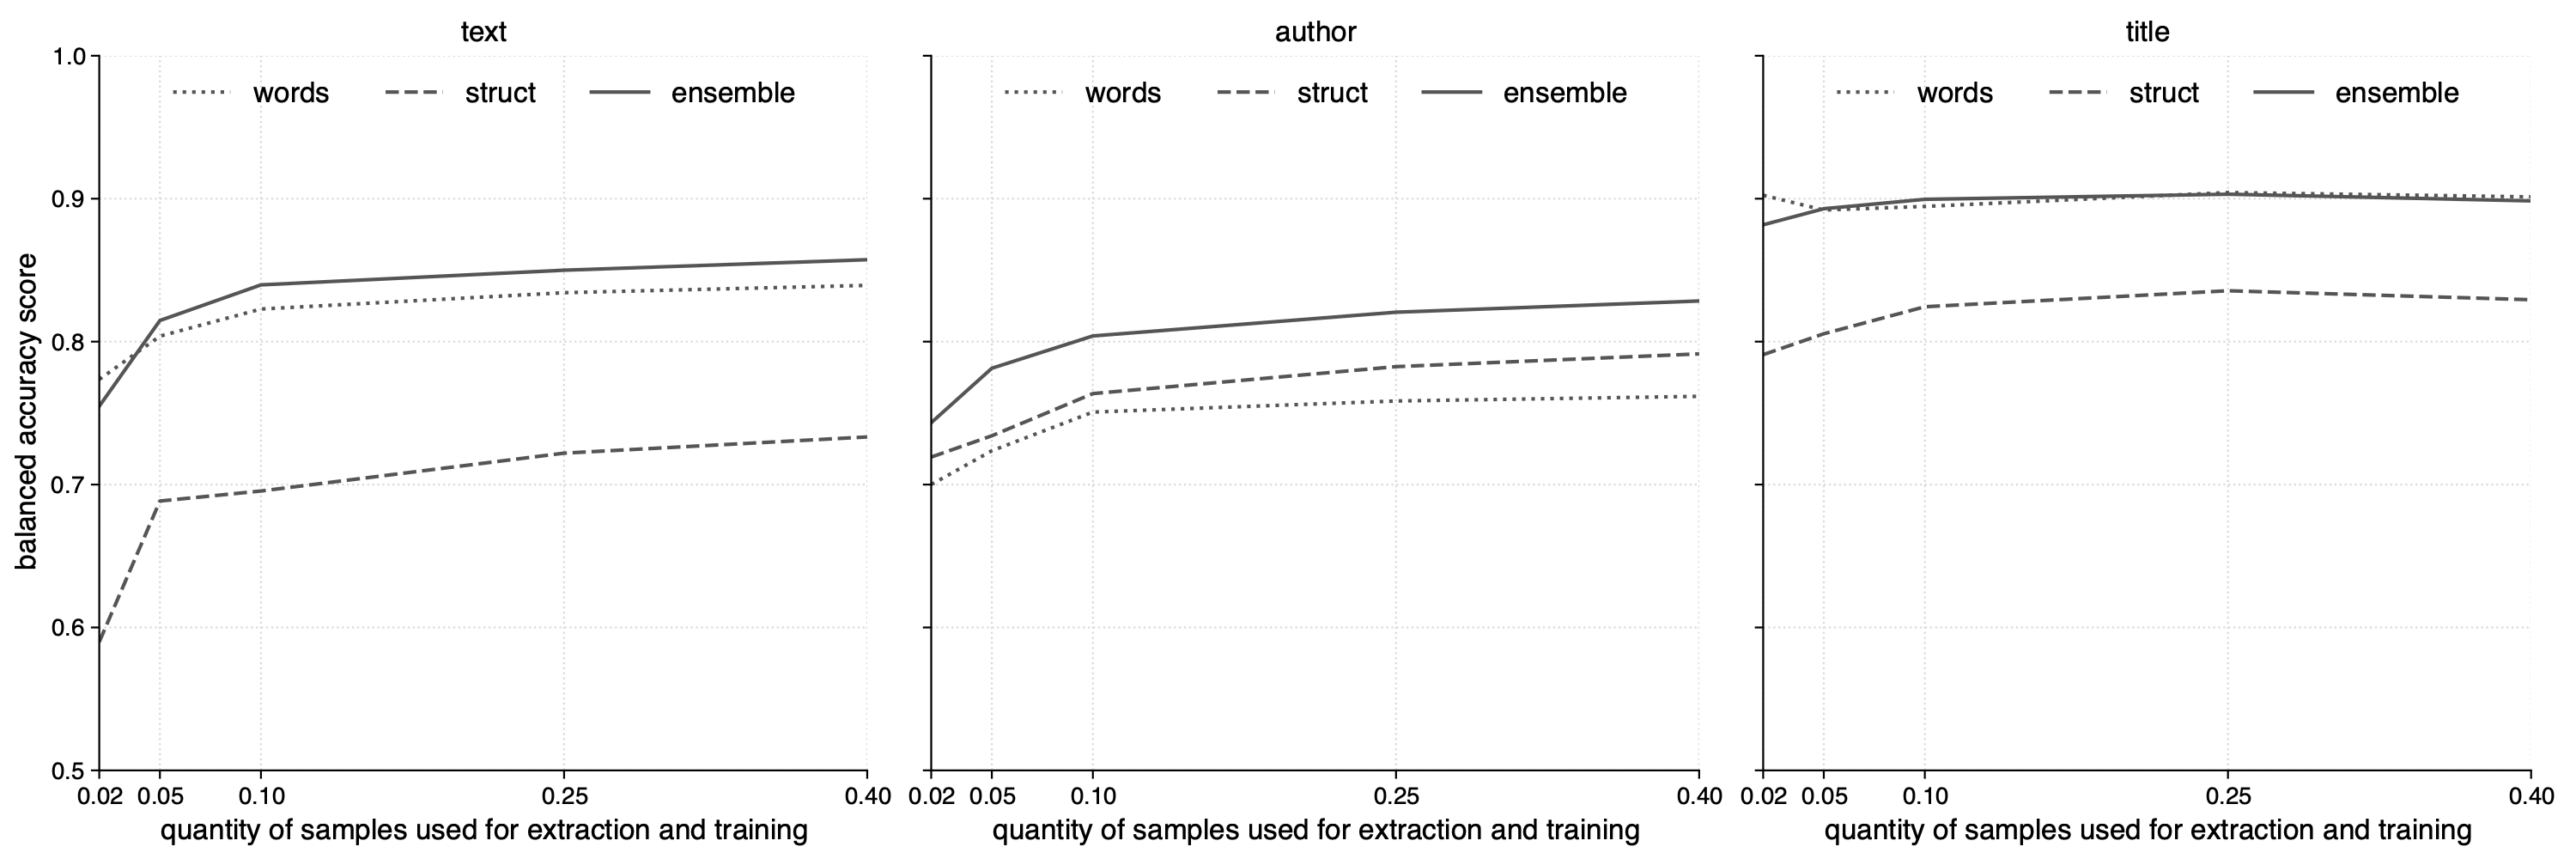 text
author
title
words struct ensemble
words struct ensemble
words struct ensemble
balanced accuracy score
1.0
0.9
0.8
0.7
0.6
0.5
0.02 0.05 0.10 0.25 0.40
0.02 0.05 0.10 0.25 0.40
0.02 0.05 0.10 0.25 0.40
quantity of samples used for extraction and training
quantity of samples used for extraction and training
quantity of samples used for extraction and training